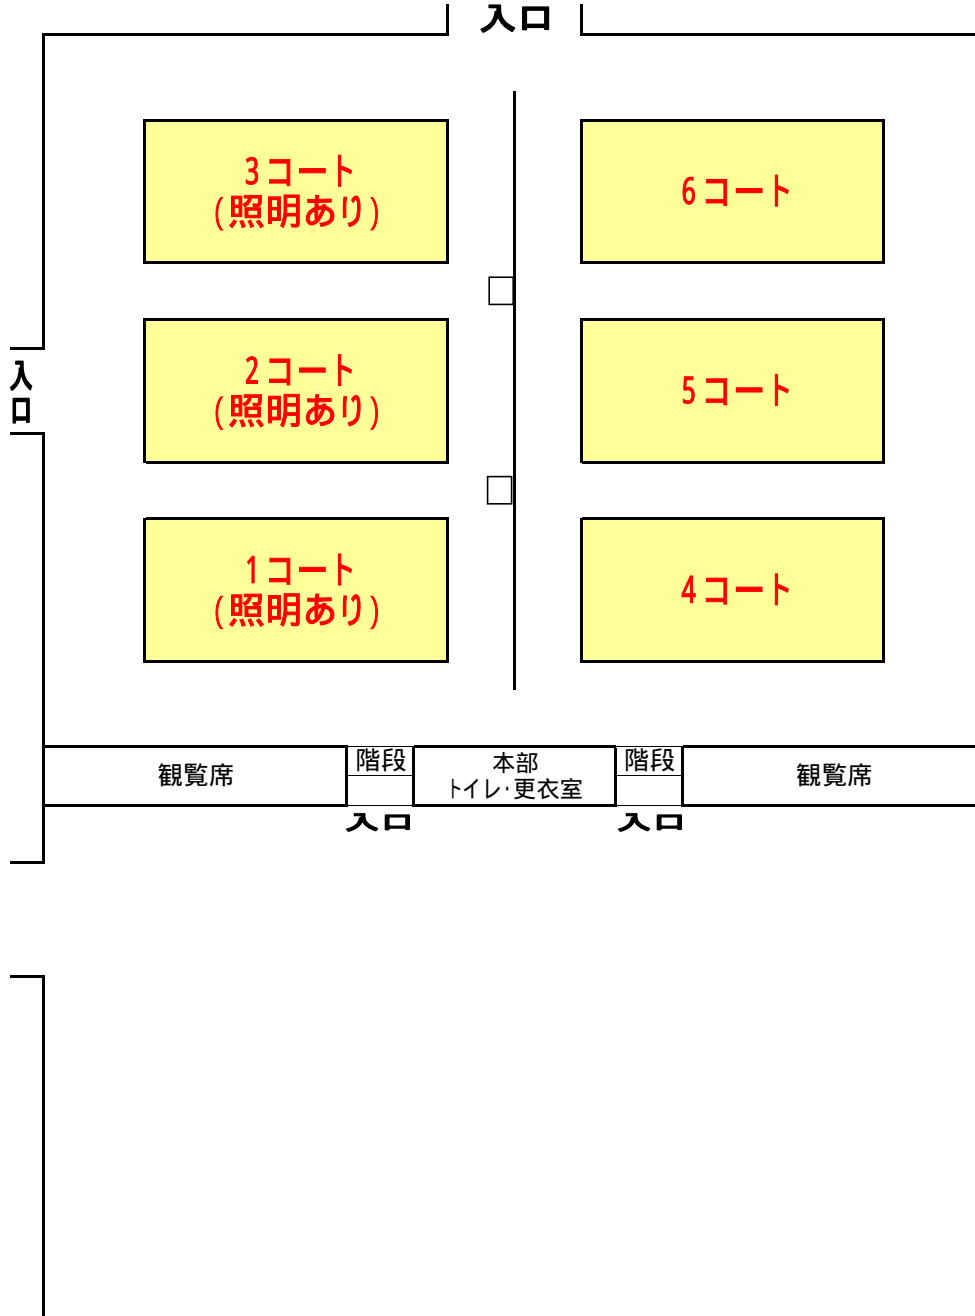 入口
3コート
(照明あり)
6コート
入
口
2コート
(照明あり)
5コート
1コート
(照明あり)
4コート
観覧席
階段
本部
トイレ・更衣室
階段
観覧席
入口
入口